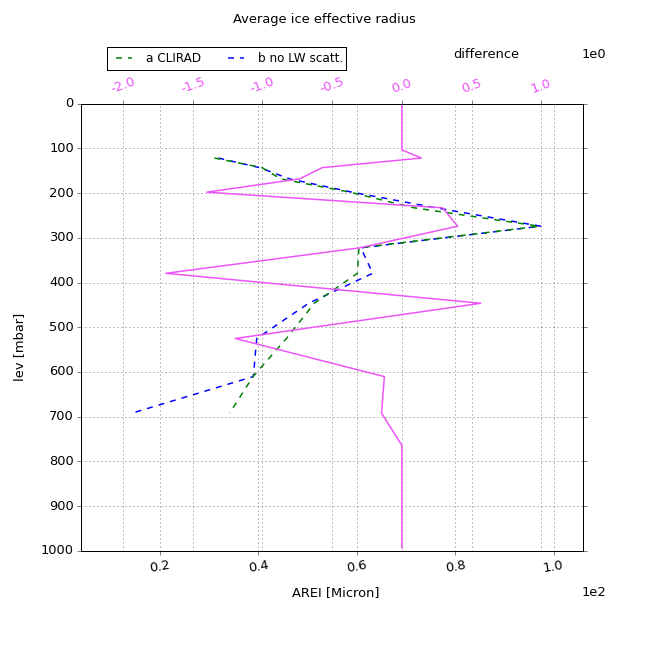 Average ice effective radius
a CLIRAD b no LW scatt. difference 1e0
-2.0 -1.5 -1.0 -0.5 0.0 0.5 1.0
0
100
200
300
400
500
600
700
800
900
1000
lev [mbar]
0.2 0.4 0.6 0.8 1.0
AREI [Micron] 1e2